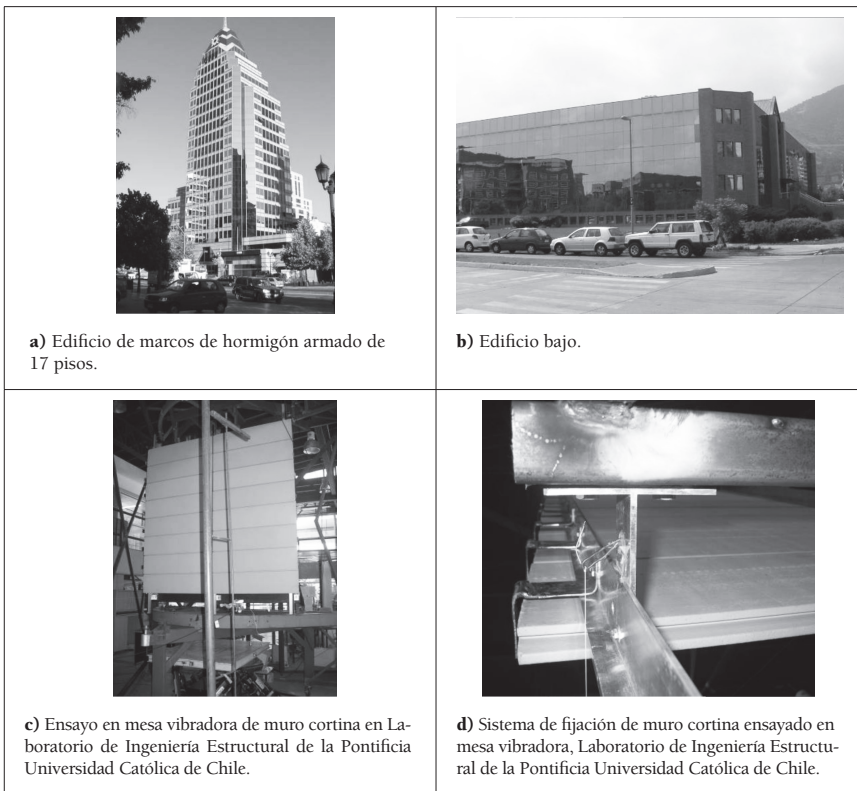 a) Edificio de marcos de hormigón armado de
17 pisos.
b) Edificio bajo.
c) Ensayo en mesa vibradora de muro cortina en La-
boratorio de Ingeniería Estructural de la Pontificia
Universidad Católica de Chile.
d) Sistema de fijación de muro cortina ensayado en
mesa vibradora, Laboratorio de Ingeniería Estructu-
ral de la Pontificia Universidad Católica de Chile.